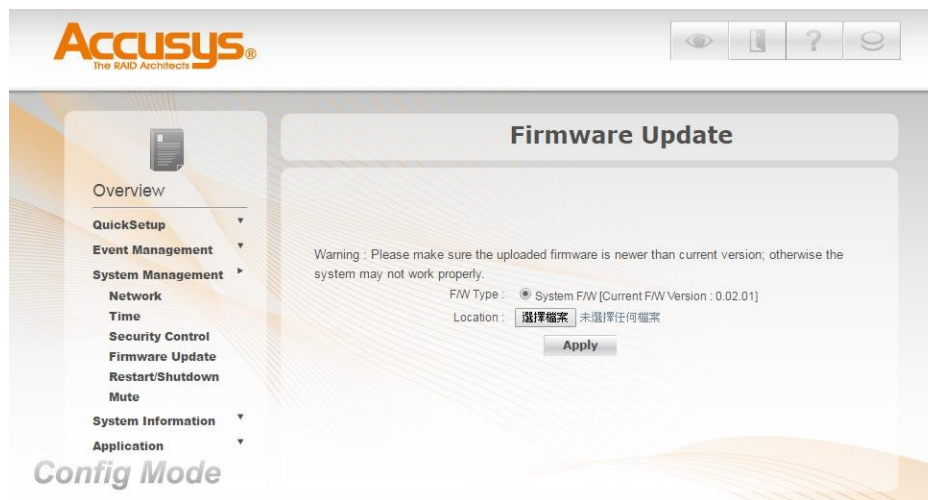 ACCUSYS®
The RAID Architects
?
Firmware Update
Overview
QuickSetup
Event Management
System Management
Network
Time
Security Control
Firmware Update
Restart/Shutdown
Mute
System Information
Application
Config Mode
Warning : Please make sure the uploaded firmware is newer than current version; otherwise the
system may not work properly.
F/W Type : System F/W [Current F/W Version : 0.02.01]
Location : 選擇檔案 未選擇任何檔案
Apply